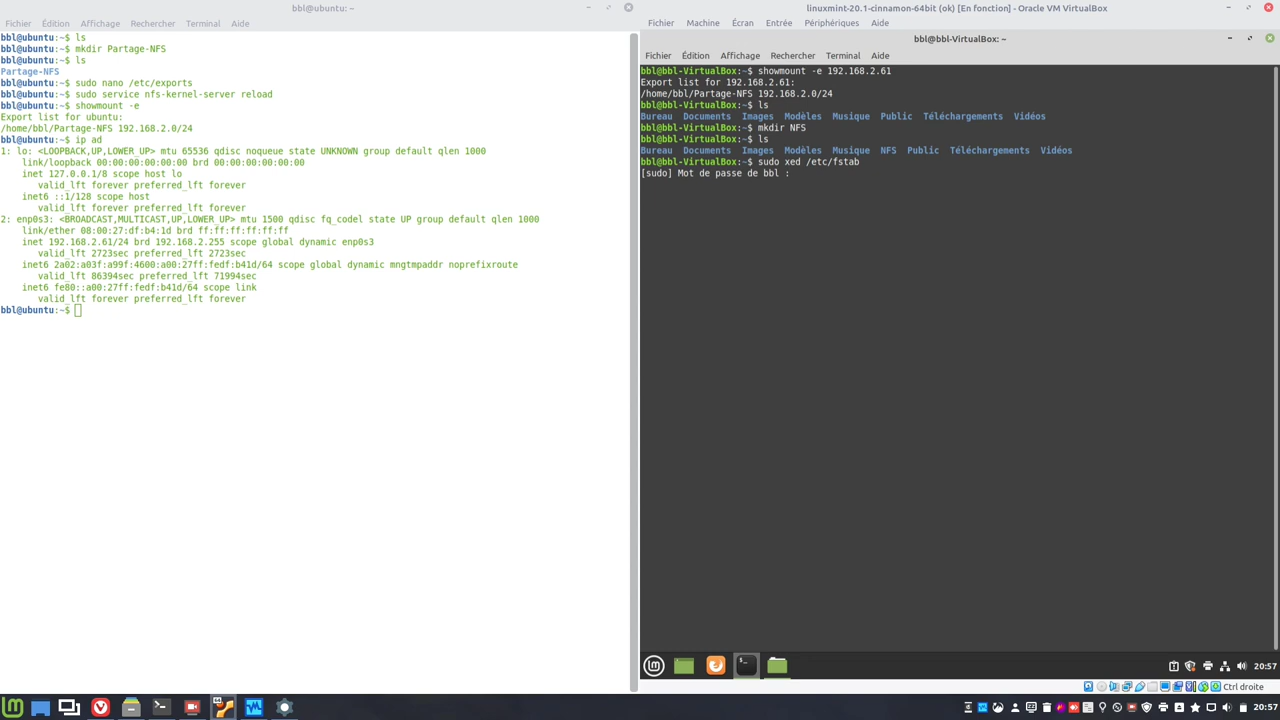 bbl@ubuntu: ~
Fichier Édition Affichage Rechercher Terminal Aide
bbl@ubuntu:~$ ls
bbl@ubuntu:~$ mkdir Partage-NFS
bbl@ubuntu:~$ ls
Partage-NFS
bbl@ubuntu:~$ sudo nano /etc/exports
bbl@ubuntu:~$ sudo service nfs-kernel-server reload
bbl@ubuntu:~$ showmount -e
Export list for ubuntu:
/home/bbl/Partage-NFS 192.168.2.0/24
bbl@ubuntu:~$ ip ad
1: lo: <LOOPBACK,UP,LOWER_UP> mtu 65536 qdisc noqueue state UNKNOWN group default qlen 1000
link/loopback 00:00:00:00:00:00 brd 00:00:00:00:00:00
inet 127.0.0.1/8 scope host lo
valid_lft forever preferred_lft forever
inet6 ::1/128 scope host
valid_lft forever preferred_lft forever
2: enp0s3: <BROADCAST,MULTICAST,UP,LOWER_UP> mtu 1500 qdisc fq_codel state UP group default qlen 1000
link/ether 08:00:27:df:b4:1d brd ff:ff:ff:ff:ff:ff
inet 192.168.2.61/24 brd 192.168.2.255 scope global dynamic enp0s3
valid_lft 2723sec preferred_lft 2723sec
inet6 2a02:a03f:a99f:4600:a00:27ff:fedf:b41d/64 scope global dynamic mngtmpaddr noprefixroute
valid_lft 86394sec preferred_lft 71994sec
inet6 fe80::a00:27ff:fedf:b41d/64 scope link
valid_lft forever preferred_lft forever
bbl@ubuntu:~$
linuxmint-20.1-cinnamon-64bit (ok) [En fonction] - Oracle VM VirtualBox
Fichier Machine Écran Entrée Périphériques Aide
bbl@bbl-VirtualBox: ~
Fichier Édition Affichage Rechercher Terminal Aide
bbl@bbl-VirtualBox:~$ showmount -e 192.168.2.61
Export list for 192.168.2.61:
/home/bbl/Partage-NFS 192.168.2.0/24
bbl@bbl-VirtualBox:~$ ls
Bureau Documents Images Modèles Musique Public Téléchargements Vidéos
bbl@bbl-VirtualBox:~$ mkdir NFS
bbl@bbl-VirtualBox:~$ ls
Bureau Documents Images Modèles Musique NFS Public Téléchargements Vidéos
bbl@bbl-VirtualBox:~$ sudo xed /etc/fstab
[sudo] Mot de passe de bbl :
20:57
Ctrl droite
20:57